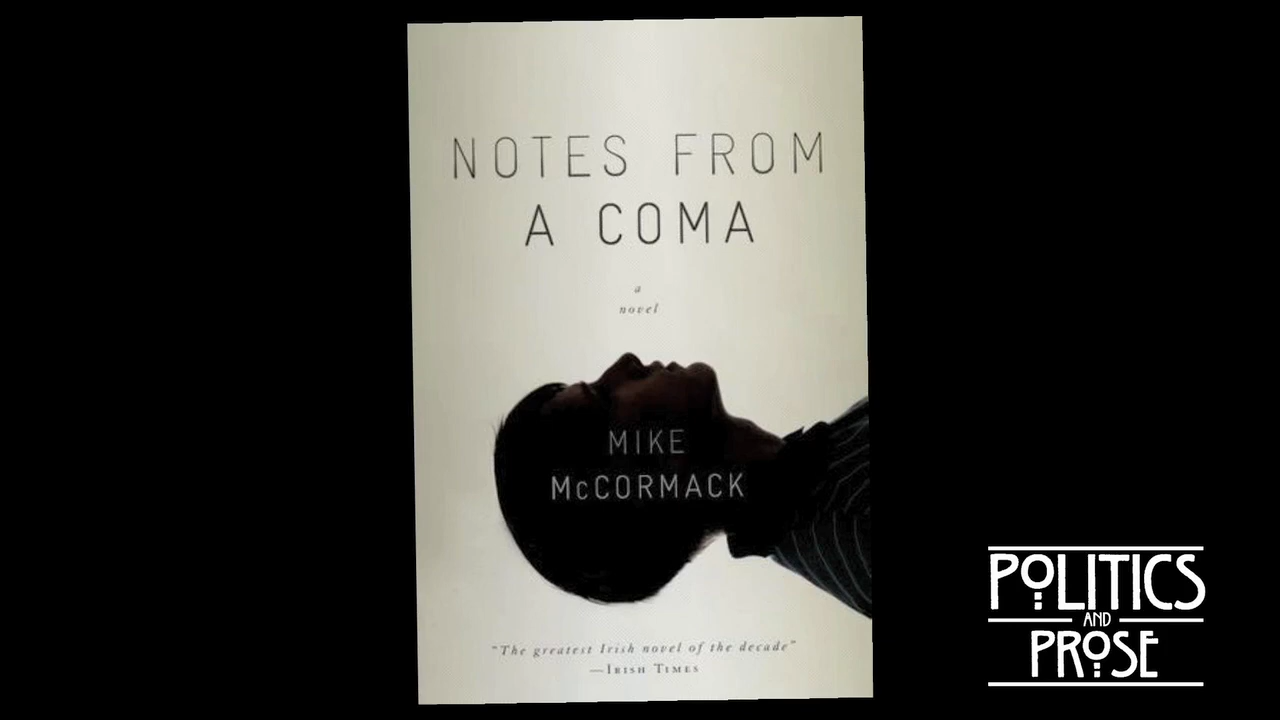 NOTES FROM
A COMA
a
novel
MIKE
McCORMACK
"The greatest Irish novel of the decade"
—IRISH TIMES
POLITICS
AND
PROSE